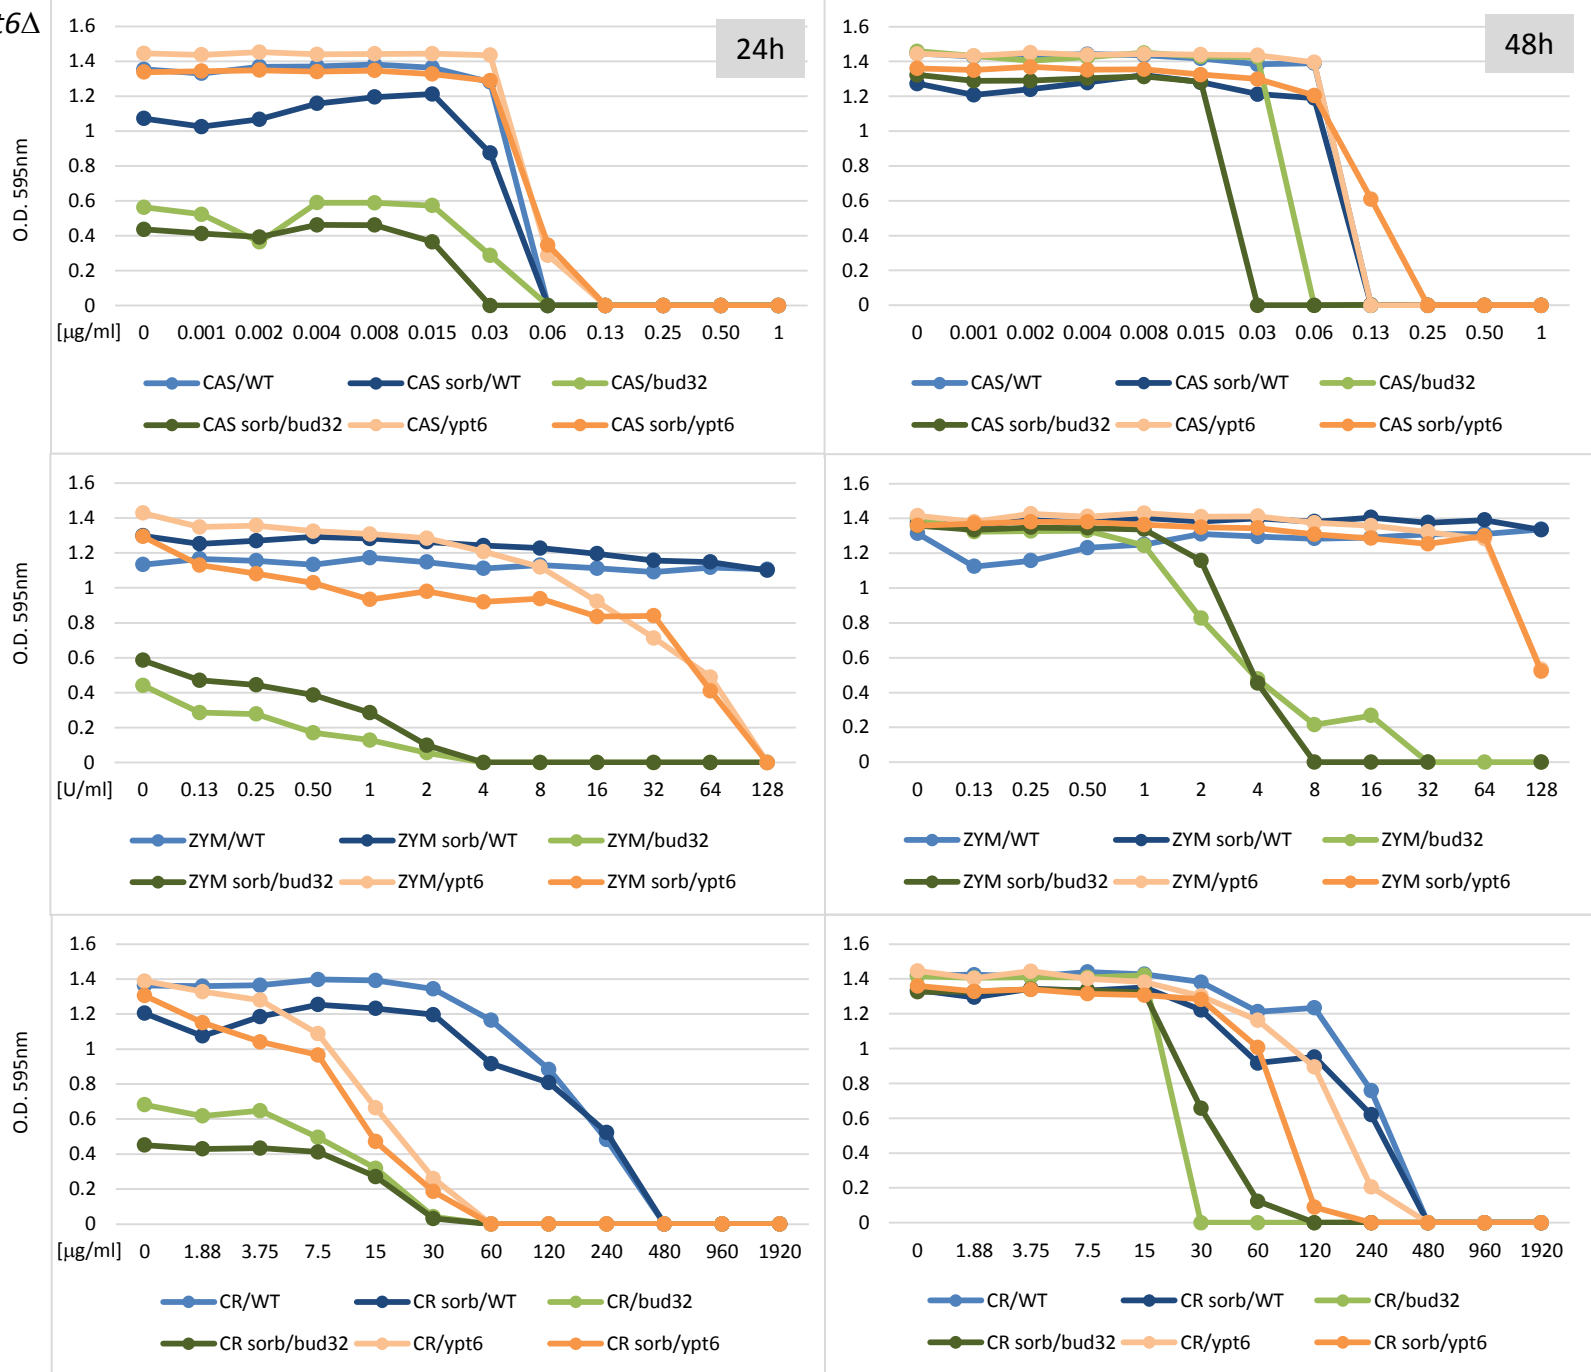 t6Δ
24h
1.6
1.4
1.2
1
0.8
0.6
0.4
0.2
0
O.D. 595nm
[µg/ml] 0 0.001 0.002 0.004 0.008 0.015 0.03 0.06 0.13 0.25 0.50 1
CAS/WT CAS sorb/WT CAS/bud32
CAS sorb/bud32 CAS/ypt6 CAS sorb/ypt6
48h
1.6
1.4
1.2
1
0.8
0.6
0.4
0.2
0
0 0.001 0.002 0.004 0.008 0.015 0.03 0.06 0.13 0.25 0.50 1
CAS/WT CAS sorb/WT CAS/bud32
CAS sorb/bud32 CAS/ypt6 CAS sorb/ypt6
1.6
1.4
1.2
1
0.8
0.6
0.4
0.2
0
O.D. 595nm
[U/ml] 0 0.13 0.25 0.50 1 2 4 8 16 32 64 128
ZYM/WT ZYM sorb/WT ZYM/bud32
ZYM sorb/bud32 ZYM/ypt6 ZYM sorb/ypt6
1.6
1.4
1.2
1
0.8
0.6
0.4
0.2
0
0 0.13 0.25 0.50 1 2 4 8 16 32 64 128
ZYM/WT ZYM sorb/WT ZYM/bud32
ZYM sorb/bud32 ZYM/ypt6 ZYM sorb/ypt6
1.6
1.4
1.2
1
0.8
0.6
0.4
0.2
0
O.D. 595nm
[µg/ml] 0 1.88 3.75 7.5 15 30 60 120 240 480 960 1920
CR/WT CR sorb/WT CR/bud32
CR sorb/bud32 CR/ypt6 CR sorb/ypt6
1.6
1.4
1.2
1
0.8
0.6
0.4
0.2
0
0 1.88 3.75 7.5 15 30 60 120 240 480 960 1920
CR/WT CR sorb/WT CR/bud32
CR sorb/bud32 CR/ypt6 CR sorb/ypt6